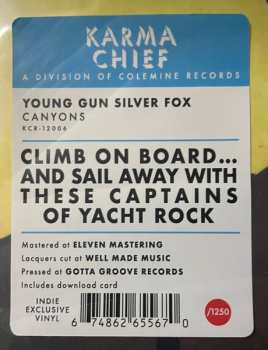 KARMA
CHIEF
A DIVISION OF COLEMINE RECORDS
YOUNG GUN SILVER FOX
CANYONS
KCR-12006
CLIMB ON BOARD...
AND SAIL AWAY WITH
THESE CAPTAINS
OF YACHT ROCK
Mastered at ELEVEN MASTERING
Lacquers cut at WELL MADE MUSIC
Pressed at GOTTA GROOVE RECORDS
Includes download card
INDIE
EXCLUSIVE
VINYL
/1250
6 74862 65567 0